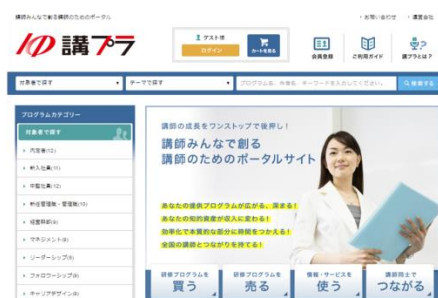 講師みんなで創る講師のためのポータル
・お問い合わせ
・運営会社
講プラ
ゲスト様
ログイン
カートを見る
会員登録
ご利用ガイド
講プラとは？
対象者で探す
テーマで探す
プログラム名、作者名、キーワードを入力してください。
検索する
プログラムカテゴリー
対象者で探す
内定者(12)
新入社員(11)
中堅社員(12)
新任管理職・管理職(10)
経営幹部(6)
マネジメント(8)
リーダーシップ(6)
フォロワーシップ(6)
キャリアデザイン(6)
講師の成長をワンストップで後押し！
講師みんなで創る
講師のためのポータルサイト
あなたの提供プログラムが広がる、深まる！
あなたの知的資産が収入に変わる！
効率化で本質的な部分に時間をつかえる！
全国の講師とつながりを持てる！
研修プログラムを
買う
研修プログラムを
売る
情報・サービスを
使う
講師同士で
つながる